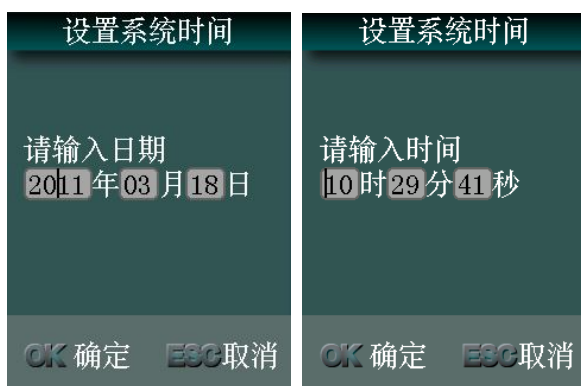 设置系统时间
请输入日期
2011年03月18日
OK 确定 ESC取消
设置系统时间
请输入时间
10时29分41秒
OK 确定 ESC取消